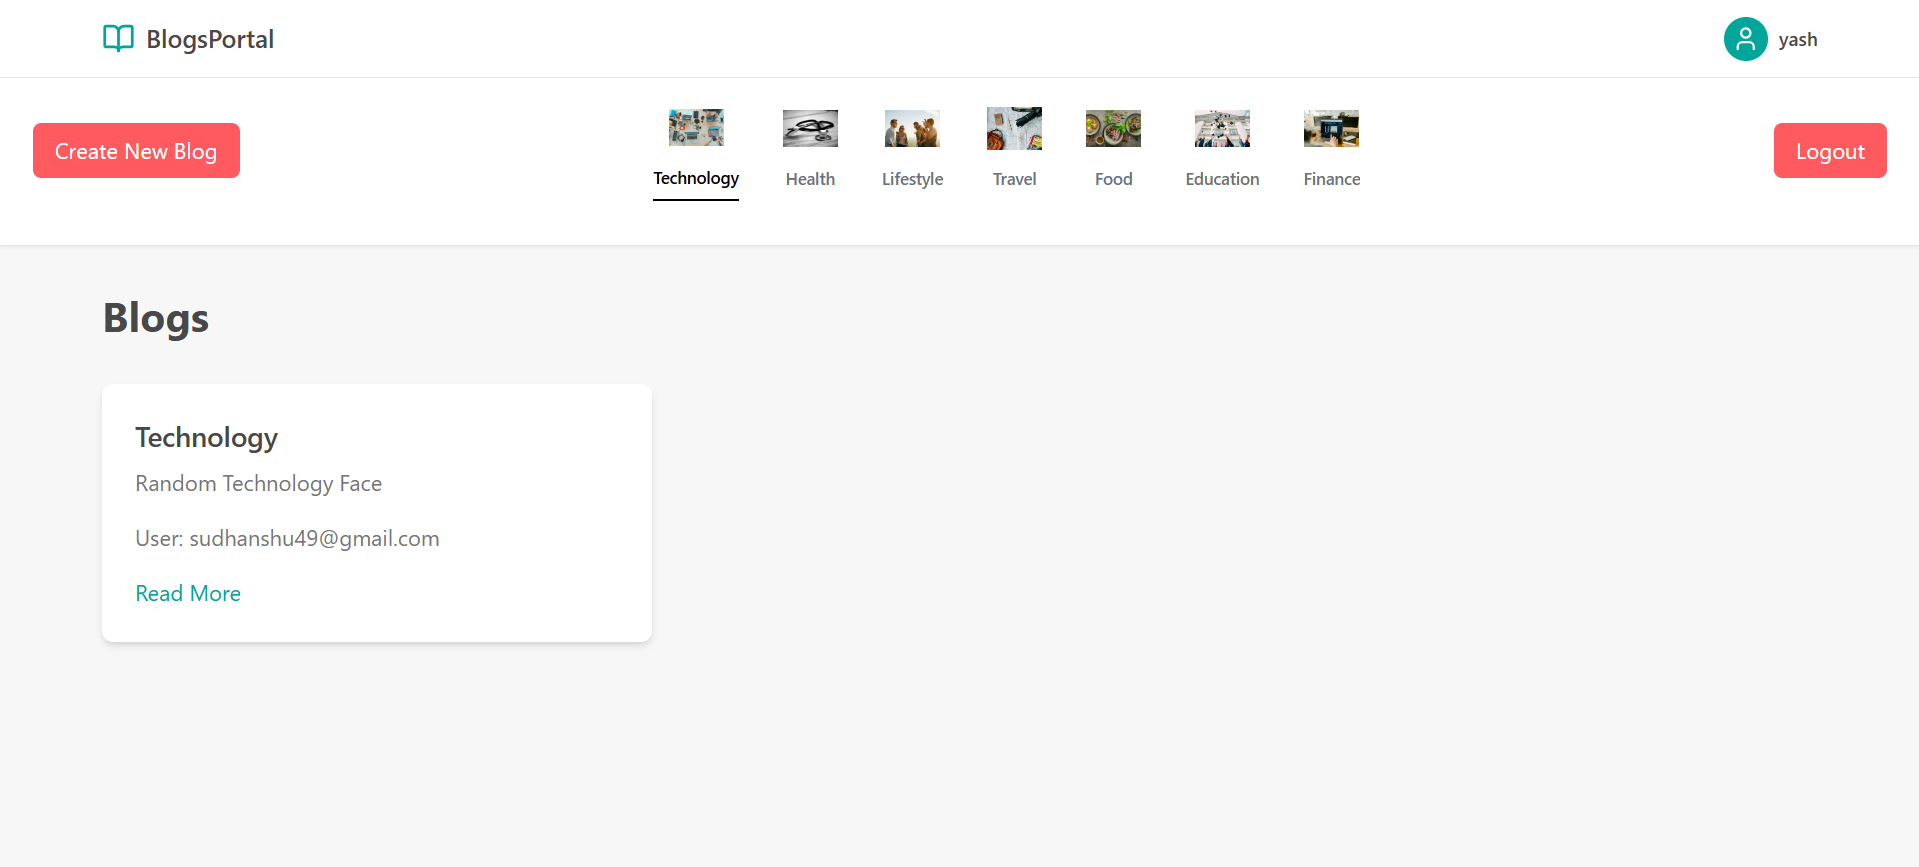 BlogsPortal
yash
Create New Blog
Technology
Health
Lifestyle
Travel
Food
Education
Finance
Logout
Blogs
Technology
Random Technology Face
User: sudhanshu49@gmail.com
Read More